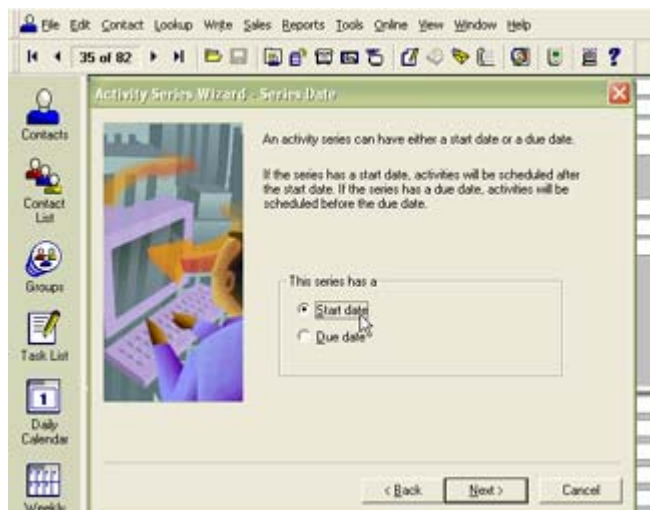 File Edit Contact Lookup Write Sales Reports Tools Online View Window Help
35 of 82
Activity Series Wizard - Series Date
Contacts
Contact
List
Groups
Task List
1
Daily
Calendar
Weekly
An activity series can have either a start date or a due date.
If the series has a start date, activities will be scheduled after
the start date. If the series has a due date, activities will be
scheduled before the due date.
This series has a
Start date
Due date
< Back
Next >
Cancel